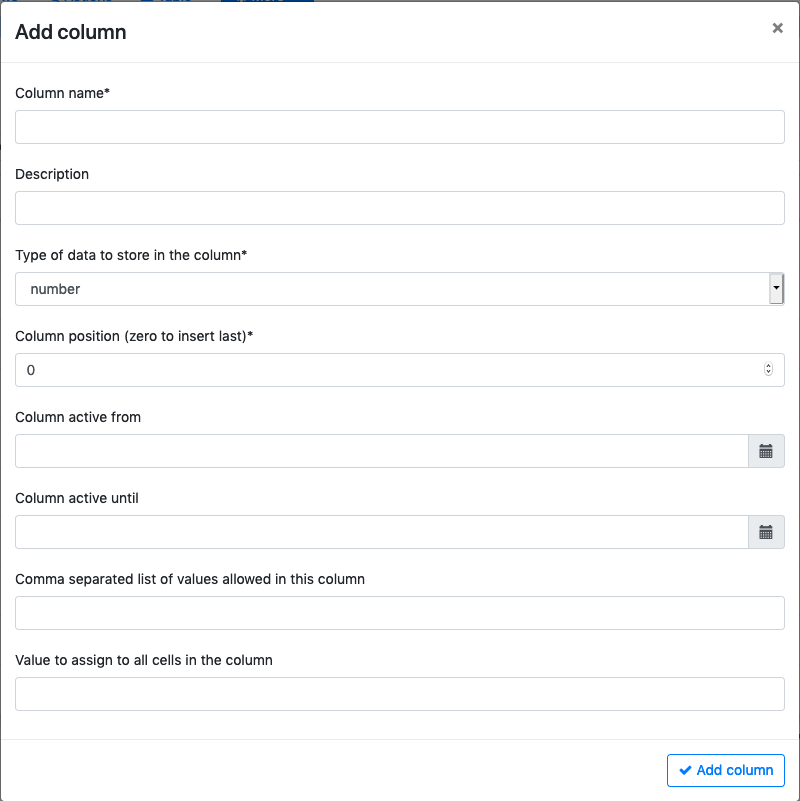 Add column
×
Column name*
Description
Type of data to store in the column*
number
Column position (zero to insert last)*
0
Column active from
Column active until
Comma separated list of values allowed in this column
Value to assign to all cells in the column
Add column